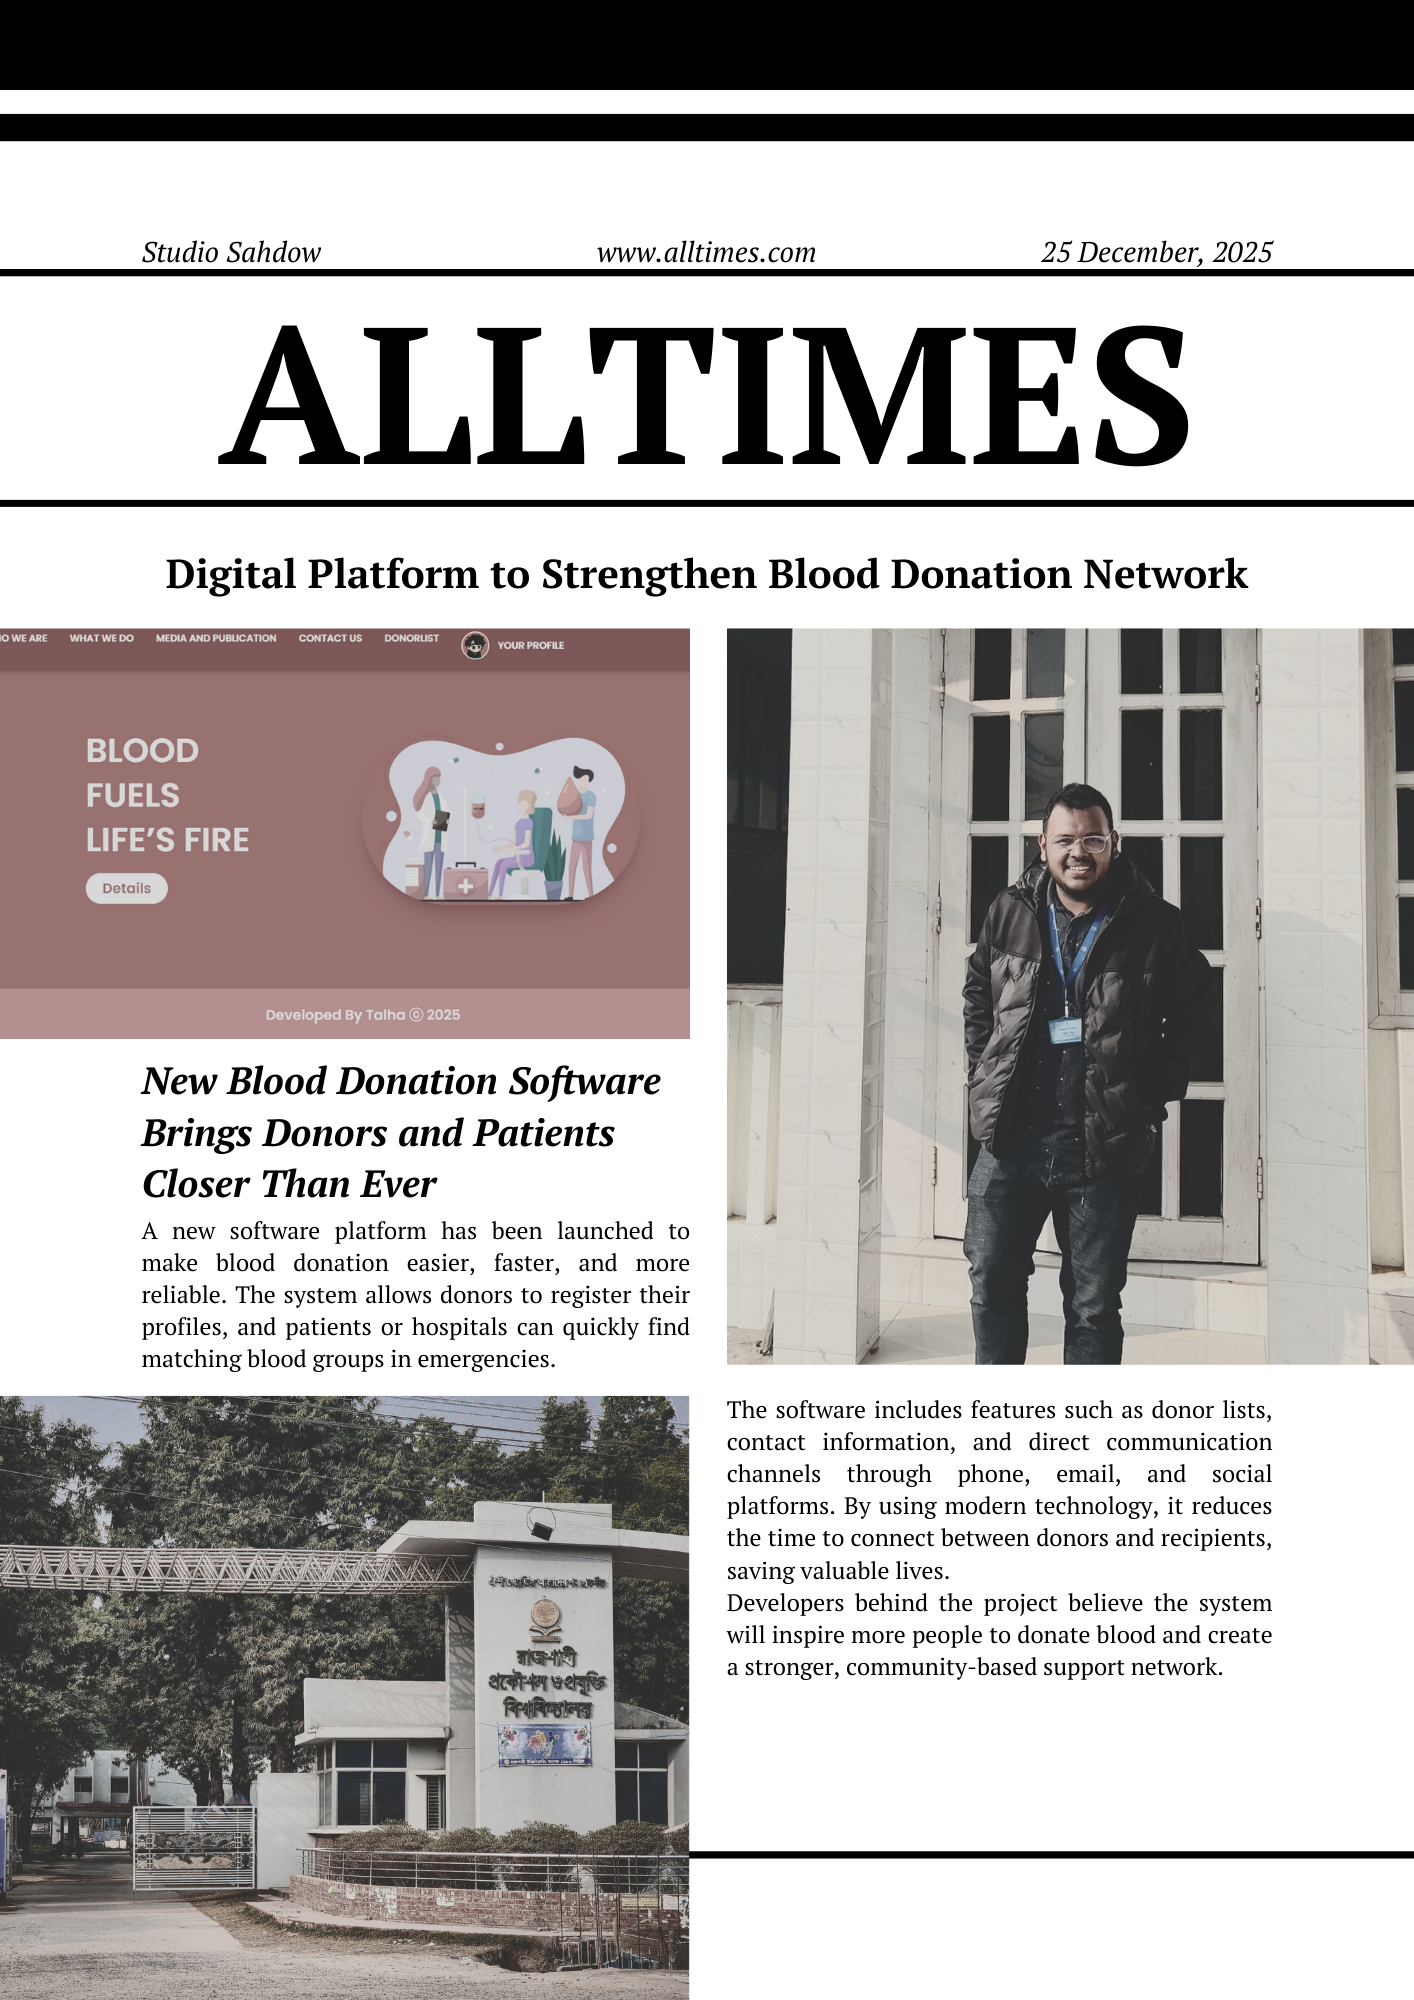 Studio Sahdow
www.alltimes.com
25 December, 2025
ALLTIMES
Digital Platform to Strengthen Blood Donation Network
WE ARE
WHAT WE DO
MEDIA AND PUBLICATION
CONTACT US
DONORLIST
YOUR PROFILE
BLOOD
FUELS
LIFE'S FIRE
Details
Developed By Talha © 2025
New Blood Donation Software
Brings Donors and Patients
Closer Than Ever
A new software platform has been launched to
make blood donation easier, faster, and more
reliable. The system allows donors to register their
profiles, and patients or hospitals can quickly find
matching blood groups in emergencies.
রাজশাহী
প্রকৌশল ও প্রযুক্তি
বিশ্ববিদ্যালয়
The software includes features such as donor lists,
contact information, and direct communication
channels through phone, email, and social
platforms. By using modern technology, it reduces
the time to connect between donors and recipients,
saving valuable lives.
Developers behind the project believe the system
will inspire more people to donate blood and create
a stronger, community-based support network.